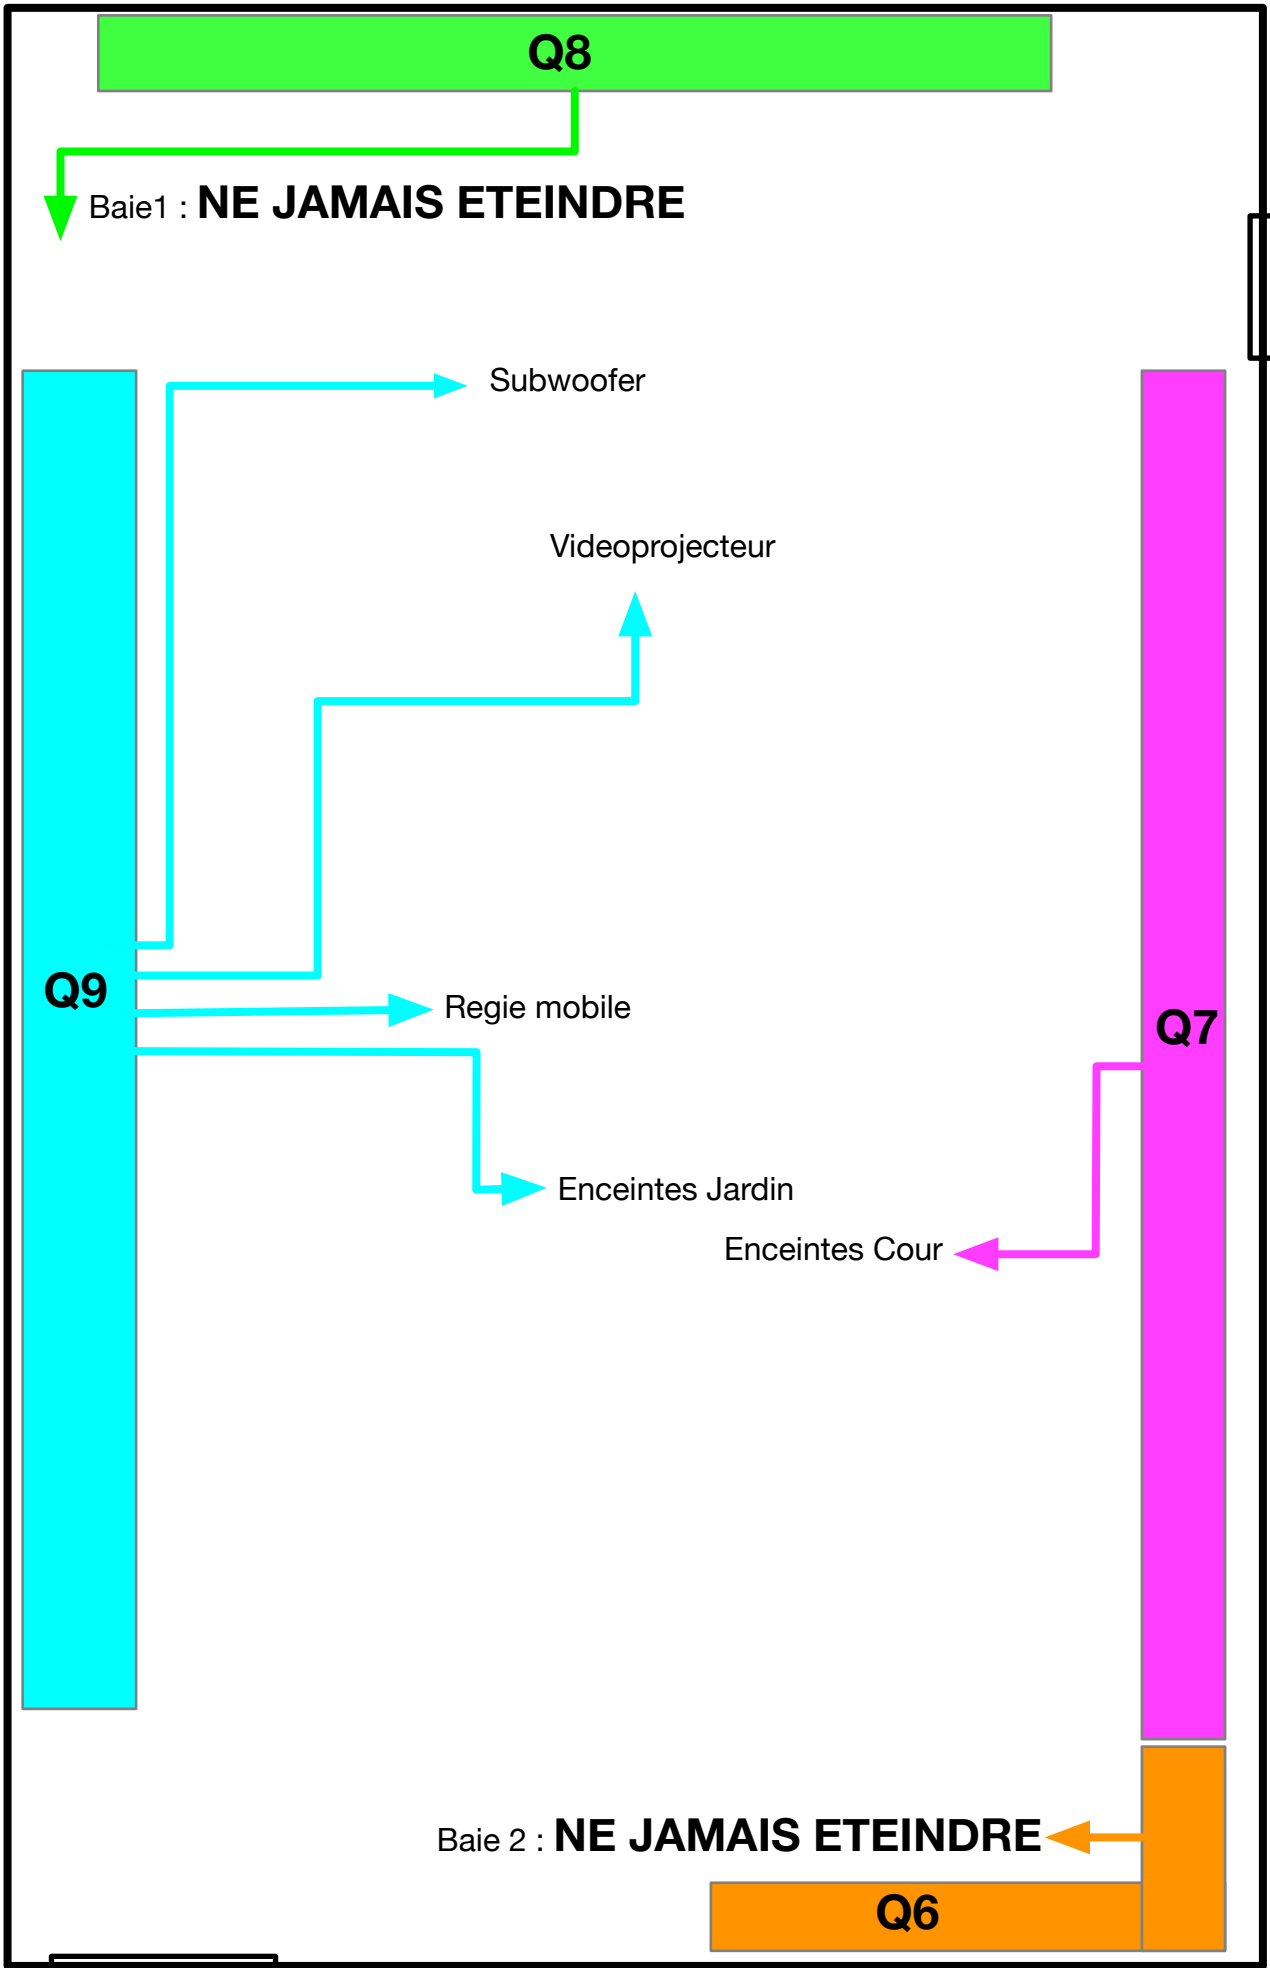 Q8
Baie1 : NE JAMAIS ETEINDRE
Subwoofer
Videoprojecteur
Q9
Regie mobile
Q7
Enceintes Jardin
Enceintes Cour
Baie 2 : NE JAMAIS ETEINDRE
Q6